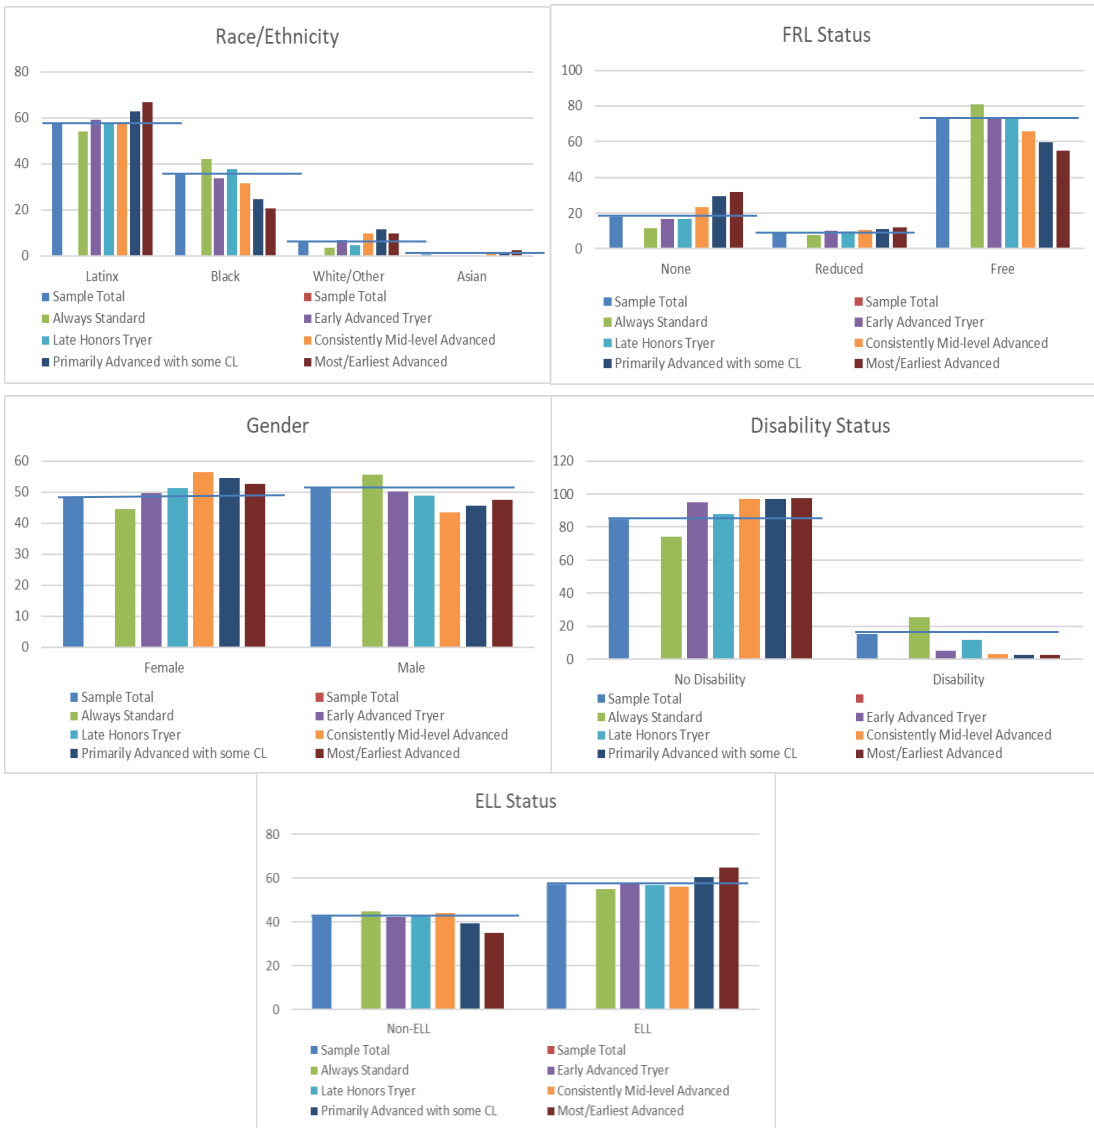 Race/Ethnicity
80
60
40
20
0
Latinx Black White/Other Asian
Sample Total Sample Total
Always Standard Early Advanced Tryer
Late Honors Tryer Consistently Mid-level Advanced
Primarily Advanced with some CL Most/Earliest Advanced
FRL Status
100
80
60
40
20
0
None Reduced Free
Sample Total Sample Total
Always Standard Early Advanced Tryer
Late Honors Tryer Consistently Mid-level Advanced
Primarily Advanced with some CL Most/Earliest Advanced
Gender
60
50
40
30
20
10
0
Female Male
Sample Total Sample Total
Always Standard Early Advanced Tryer
Late Honors Tryer Consistently Mid-level Advanced
Primarily Advanced with some CL Most/Earliest Advanced
Disability Status
120
100
80
60
40
20
0
No Disability Disability
Sample Total
Always Standard Early Advanced Tryer
Late Honors Tryer Consistently Mid-level Advanced
Primarily Advanced with some CL Most/Earliest Advanced
ELL Status
80
60
40
20
0
Non-ELL ELL
Sample Total Sample Total
Always Standard Early Advanced Tryer
Late Honors Tryer Consistently Mid-level Advanced
Primarily Advanced with some CL Most/Earliest Advanced